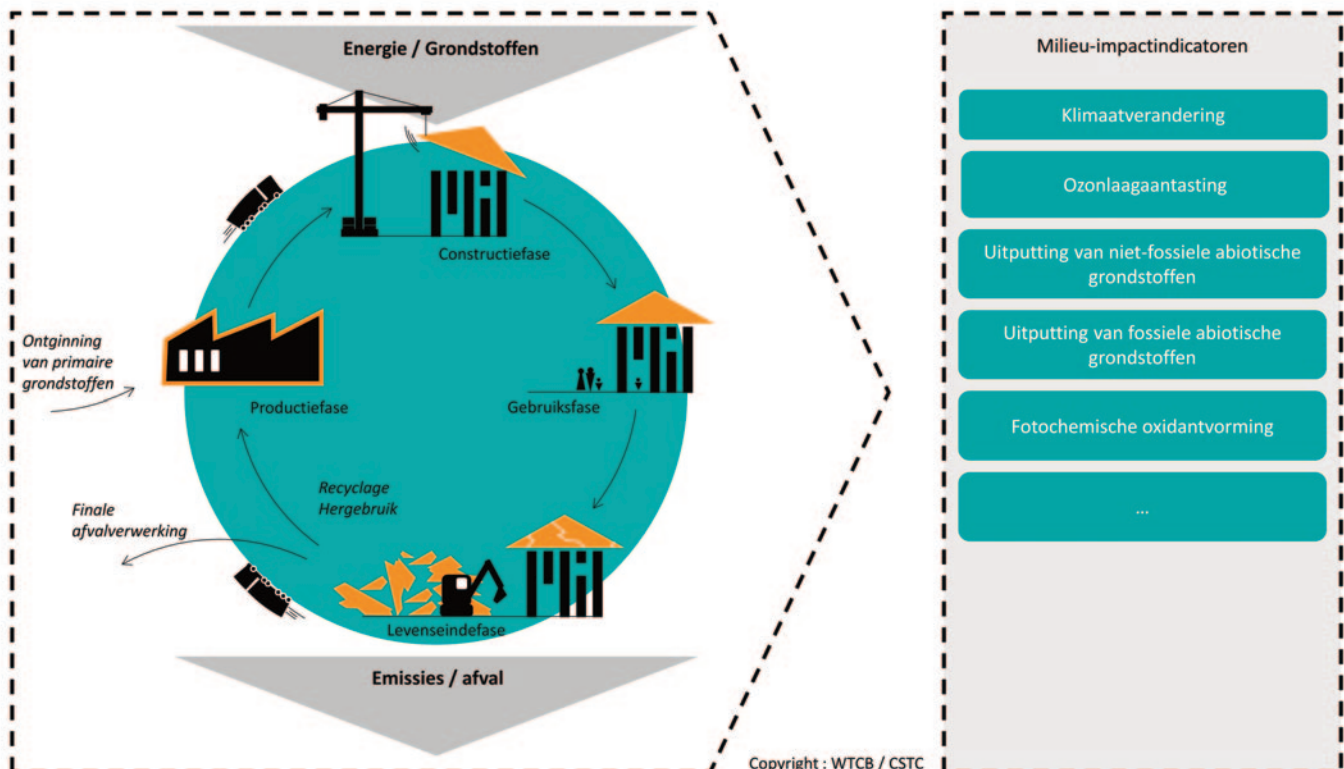 Energie / Grondstoffen
Constructiefase
Ontginning
van primaire
grondstoffen
Productiefase
Gebruiksfase
Recyclage
Hergebruik
Finale
afvalverwerking
Levenseindefase
Emissies / afval
Milieu-impactindicatoren
Klimaatverandering
Ozonlaagaantasting
Uitputting van niet-fossiele abiotische
grondstoffen
Uitputting van fossiele abiotische
grondstoffen
Fotochemische oxidantvorming
...
Copyright : WTCB / CSTC